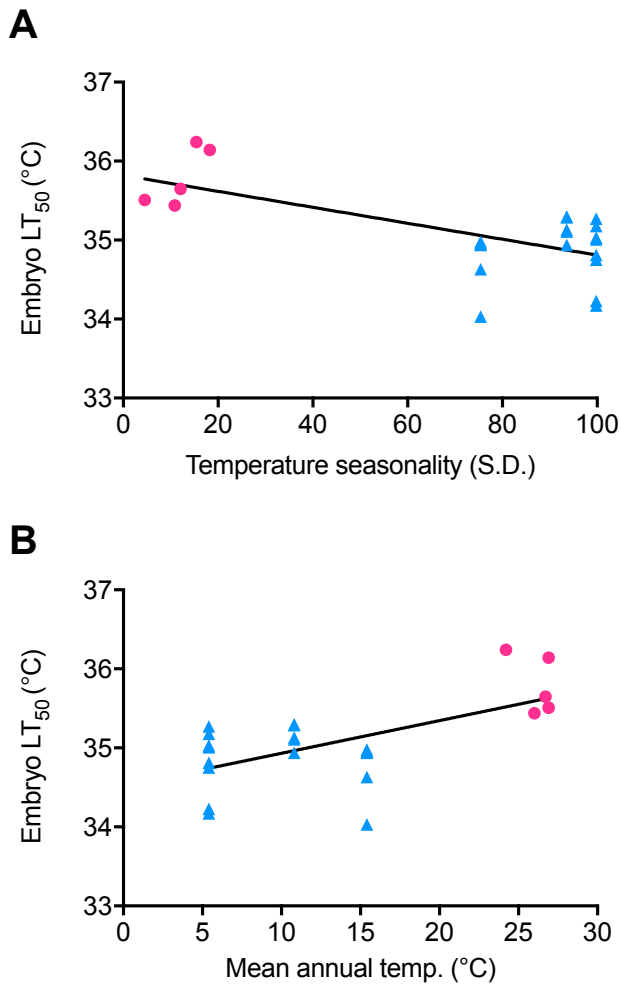 A
37
36
35
34
33
Embryo LT50 (°C)
0 20 40 60 80 100
Temperature seasonality (S.D.)
B
37
36
35
34
33
Embryo LT50 (°C)
0 5 10 15 20 25 30
Mean annual temp. (°C)